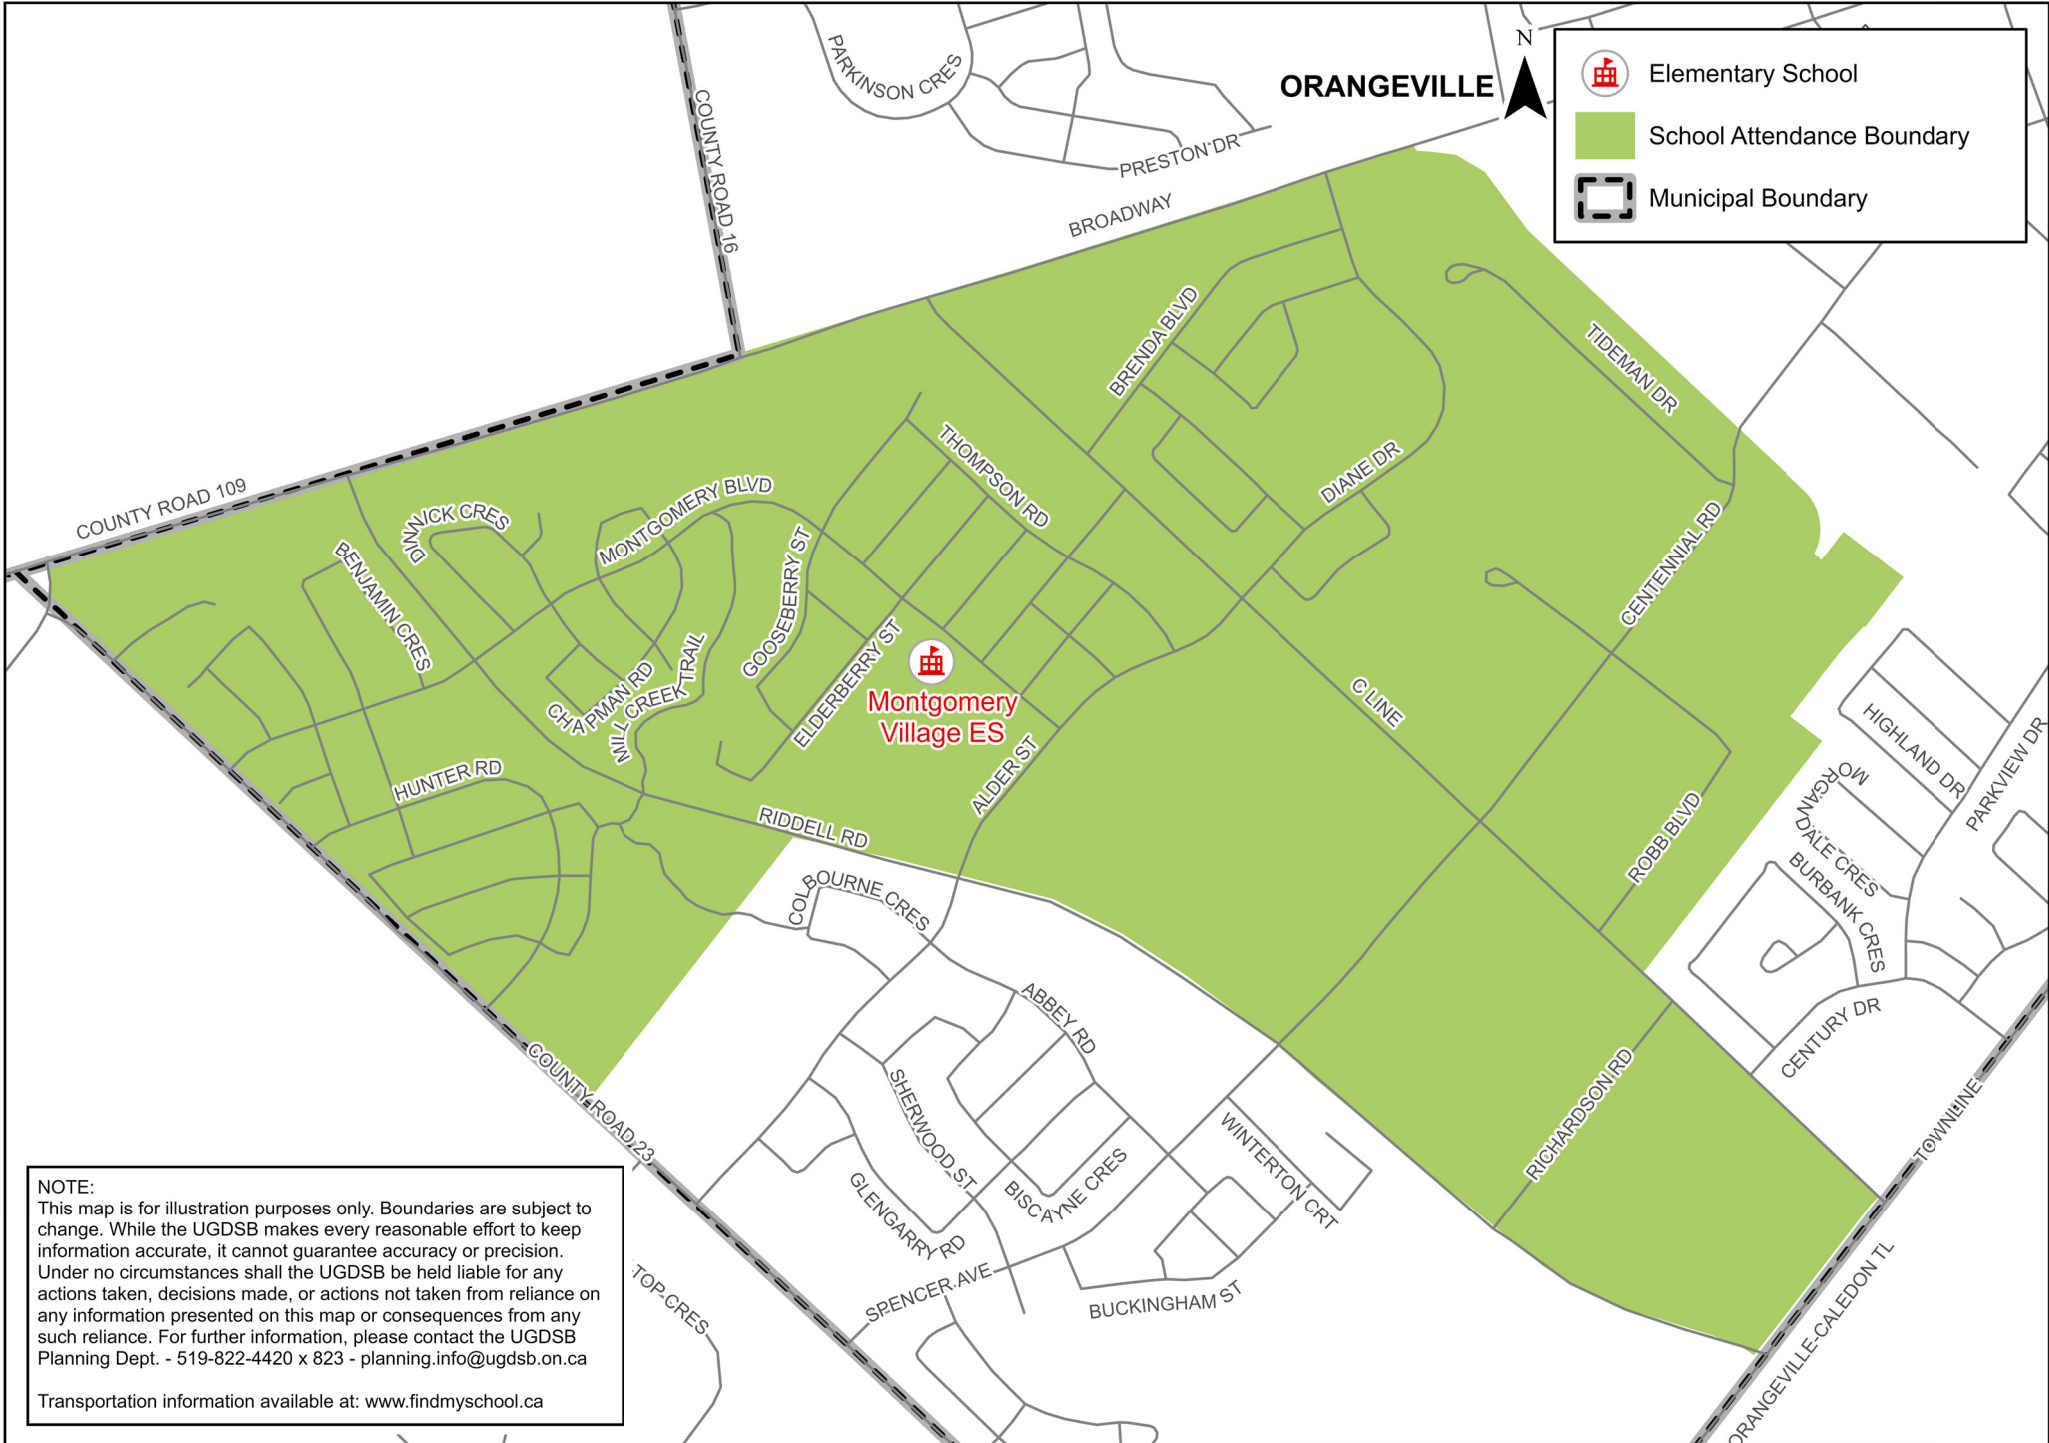 PARKINSON CRES
COUNTY ROAD 16
PRESTON DR
BROADWAY
ORANGEVILLE
N
Elementary School
School Attendance Boundary
Municipal Boundary
BRENDA BLVD
TIDEMAN DR
THOMPSON RD
DIANE DR
COUNTY ROAD 109
DINNICK CRES
MONTGOMERY BLVD
GOOSEBERRY ST
BENJAMIN CRES
CENTENNIAL RD
ELDERBERRY ST
CHAPMAN RD
MILL CREEK TRAIL
Montgomery
Village ES
C LINE
HIGHLAND DR
PARKVIEW DR
ALDER ST
HUNTER RD
RIDDELL RD
MORGAN DALE CRES
ROBB BLVD
BURBANK CRES
COLBOURNE CRES
ABBEY RD
CENTURY DR
COUNTY ROAD 23
SHERWOOD ST
RICHARDSON RD
WINTERTON CRT
TOWNLINE
BISCAYNE CRES
GLENGARRY RD
SPENCER AVE
BUCKINGHAM ST
TOP CRES
ORANGEVILLE-CALEDON TL
NOTE:
This map is for illustration purposes only. Boundaries are subject to
change. While the UGDSB makes every reasonable effort to keep
information accurate, it cannot guarantee accuracy or precision.
Under no circumstances shall the UGDSB be held liable for any
actions taken, decisions made, or actions not taken from reliance on
any information presented on this map or consequences from any
such reliance. For further information, please contact the UGDSB
Planning Dept. - 519-822-4420 x 823 - planning.info@ugdsb.on.ca
Transportation information available at: www.findmyschool.ca